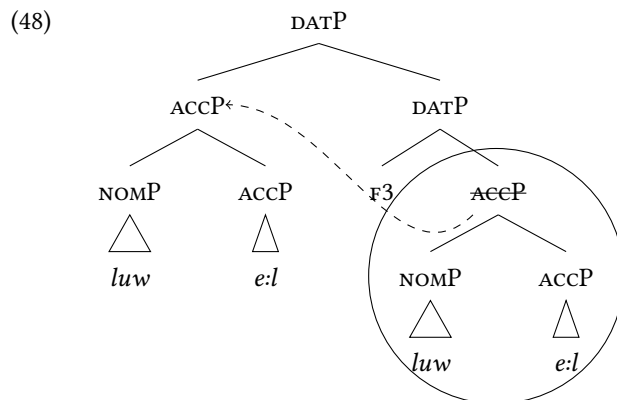 (48)
DATP
ACCP DATP
NOMP ACCP F3 ACCP
luw e:l NOMP ACCP
luw e:l